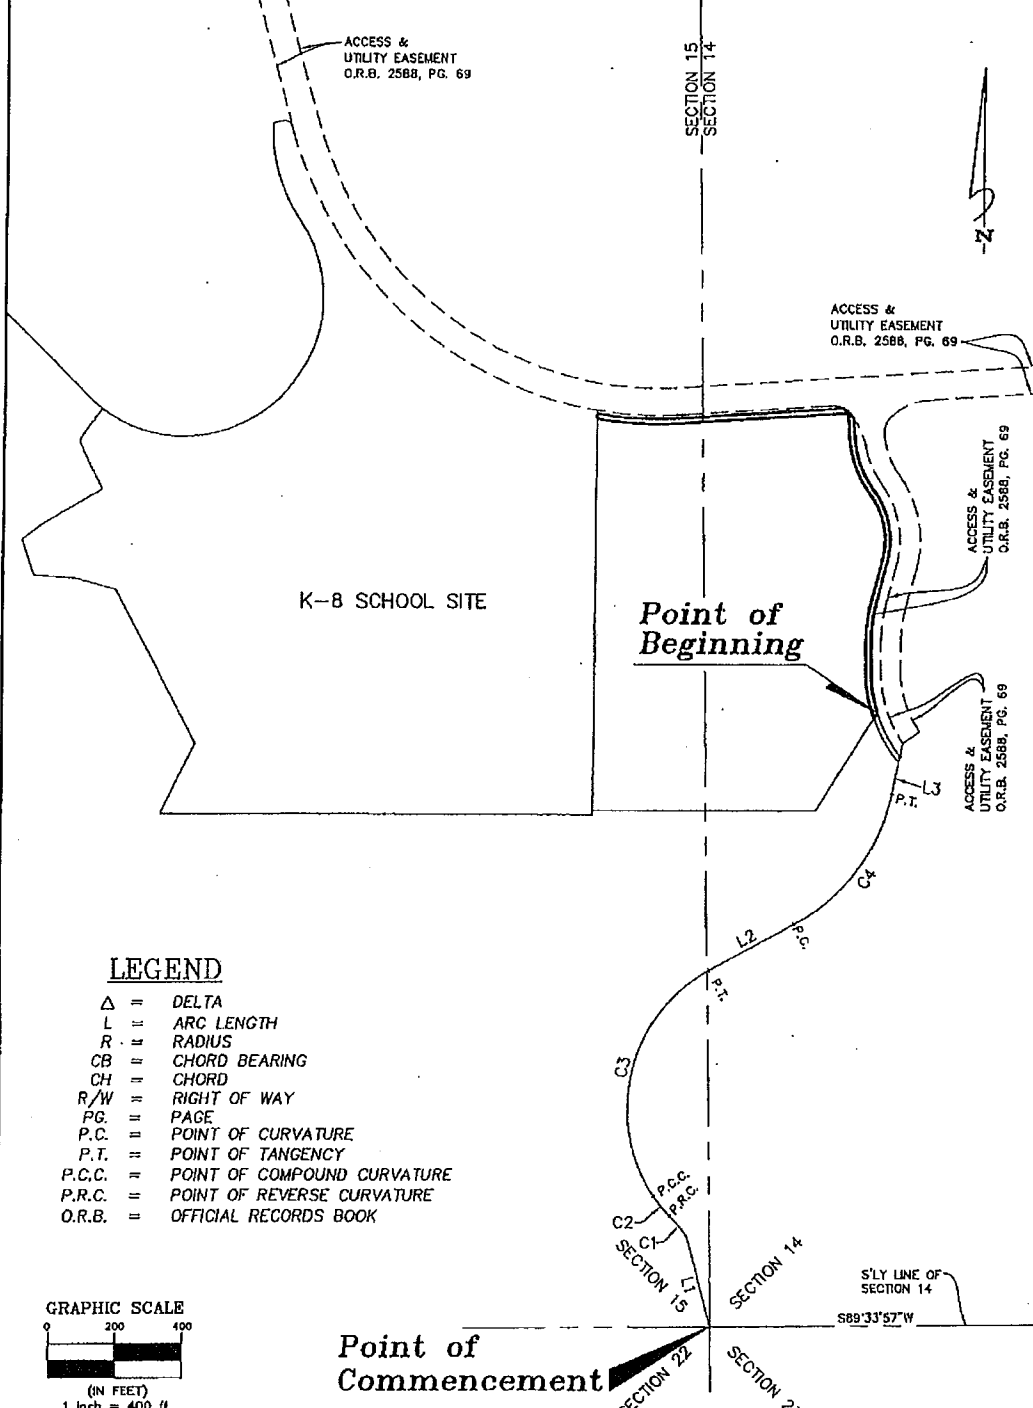 ACCESS &
UTILITY EASEMENT
O.R.B. 2588, PG. 69
SECTION 15
SECTION 14
N
ACCESS &
UTILITY EASEMENT
O.R.B. 2588, PG. 69
ACCESS &
UTILITY EASEMENT
O.R.B. 2588, PG. 69
K-8 SCHOOL SITE
Point of
Beginning
ACCESS &
UTILITY EASEMENT
O.R.B. 2588, PG. 69
L3
P.T.
C4
L2
P.C.
P.T.
C3
LEGEND
Δ = DELTA
L = ARC LENGTH
R = RADIUS
CB = CHORD BEARING
CH = CHORD
R/W = RIGHT OF WAY
PG. = PAGE
P.C. = POINT OF CURVATURE
P.T. = POINT OF TANGENCY
P.C.C. = POINT OF COMPOUND CURVATURE
P.R.C. = POINT OF REVERSE CURVATURE
O.R.B. = OFFICIAL RECORDS BOOK
P.C.C.
P.R.C.
C2
C1
L1
SECTION 15
SECTION 14
S'LY LINE OF
SECTION 14
S89°33'57"W
GRAPHIC SCALE
0 200 400
(IN FEET)
1 inch = 400 ft.
Point of
Commencement
SECTION 22
SECTION